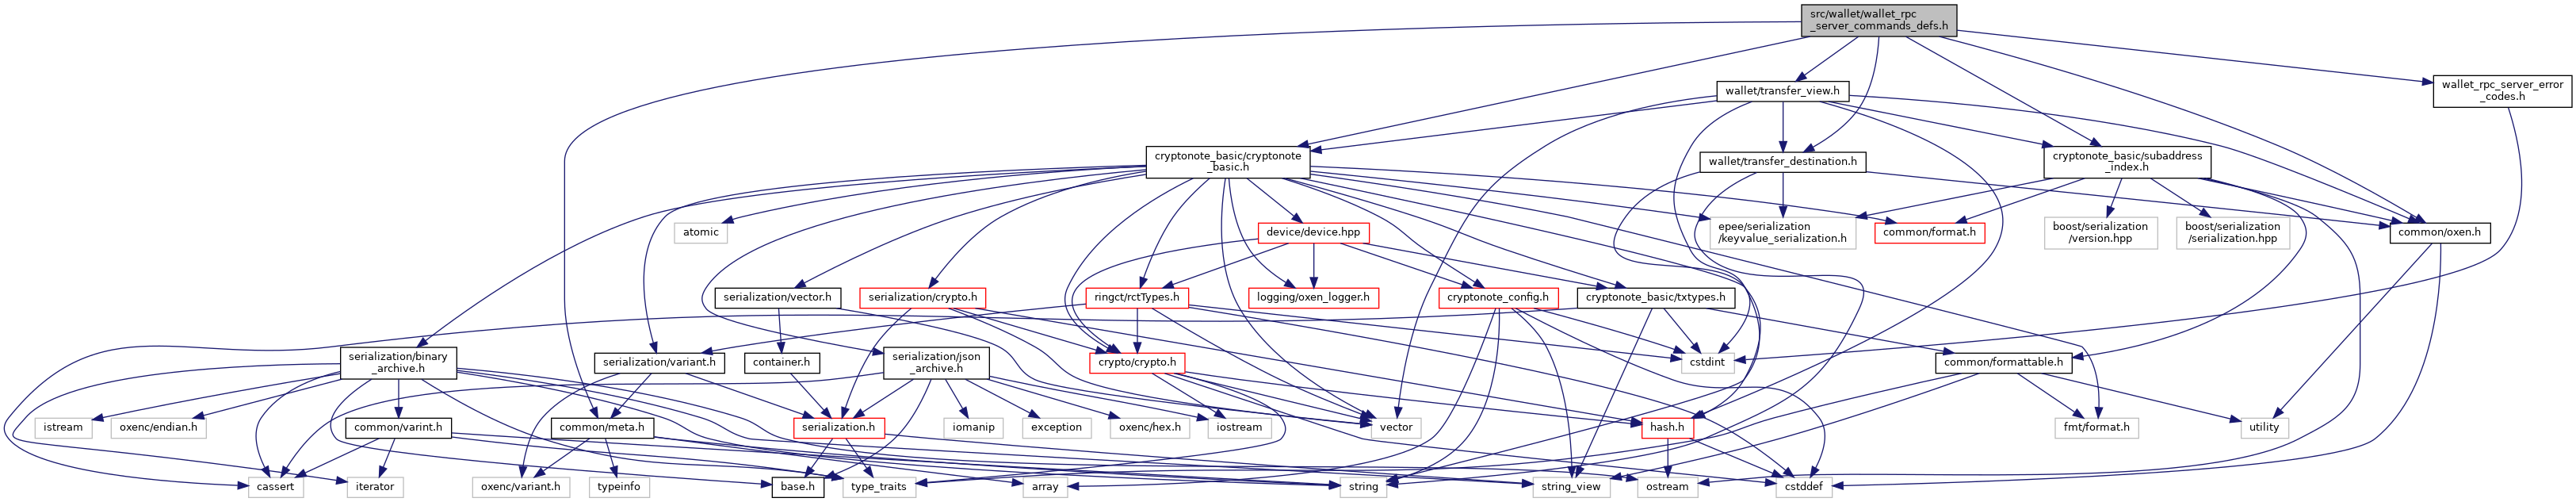 src/wallet/wallet_rpc
_server_commands_defs.h
wallet/transfer_view.h
wallet_rpc_server_error
_codes.h
cryptonote_basic/cryptonote
_basic.h
wallet/transfer_destination.h
cryptonote_basic/subaddress
_index.h
atomic
device/device.hpp
epee/serialization
/keyvalue_serialization.h
common/format.h
boost/serialization
/version.hpp
boost/serialization
/serialization.hpp
common/oxen.h
serialization/vector.h
serialization/crypto.h
ringct/rctTypes.h
logging/oxen_logger.h
cryptonote_config.h
cryptonote_basic/txtypes.h
serialization/binary
_archive.h
serialization/variant.h
container.h
serialization/json
_archive.h
crypto/crypto.h
cstdint
common/formattable.h
istream
oxenc/endian.h
common/varint.h
common/meta.h
serialization.h
iomanip
exception
oxenc/hex.h
iostream
vector
hash.h
fmt/format.h
utility
cassert
iterator
oxenc/variant.h
typeinfo
base.h
type_traits
ostream
array
string
string_view
cstddef